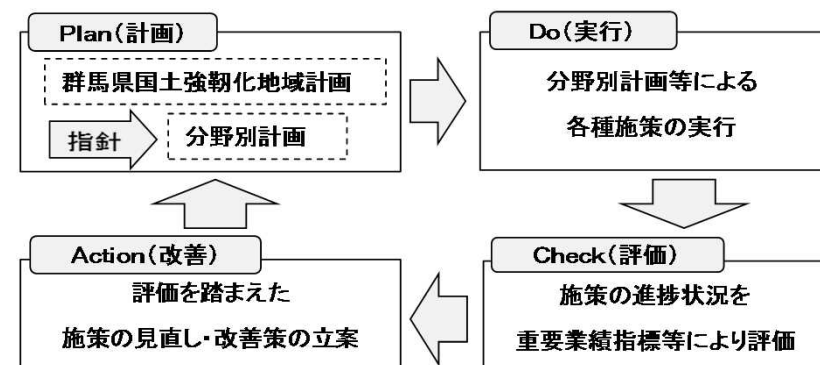 Plan(計画)
群馬県国土強靭化地域計画
指針
分野別計画
Do(実行)
分野別計画等による
各種施策の実行
Action(改善)
評価を踏まえた
施策の見直し・改善策の立案
Check(評価)
施策の進捗状況を
重要業績指標等により評価